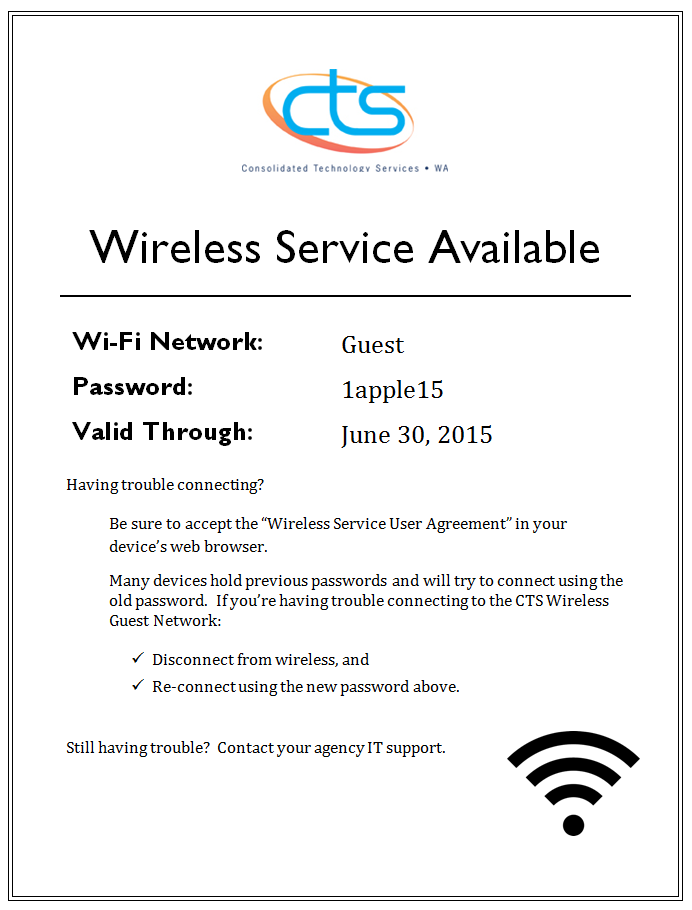 cts
Consolidated Technology Services • WA
Wireless Service Available
Wi-Fi Network: Guest
Password: 1apple15
Valid Through: June 30, 2015
Having trouble connecting?
Be sure to accept the “Wireless Service User Agreement” in your
device’s web browser.
Many devices hold previous passwords and will try to connect using the
old password. If you’re having trouble connecting to the CTS Wireless
Guest Network:
✓ Disconnect from wireless, and
✓ Re-connect using the new password above.
Still having trouble? Contact your agency IT support.